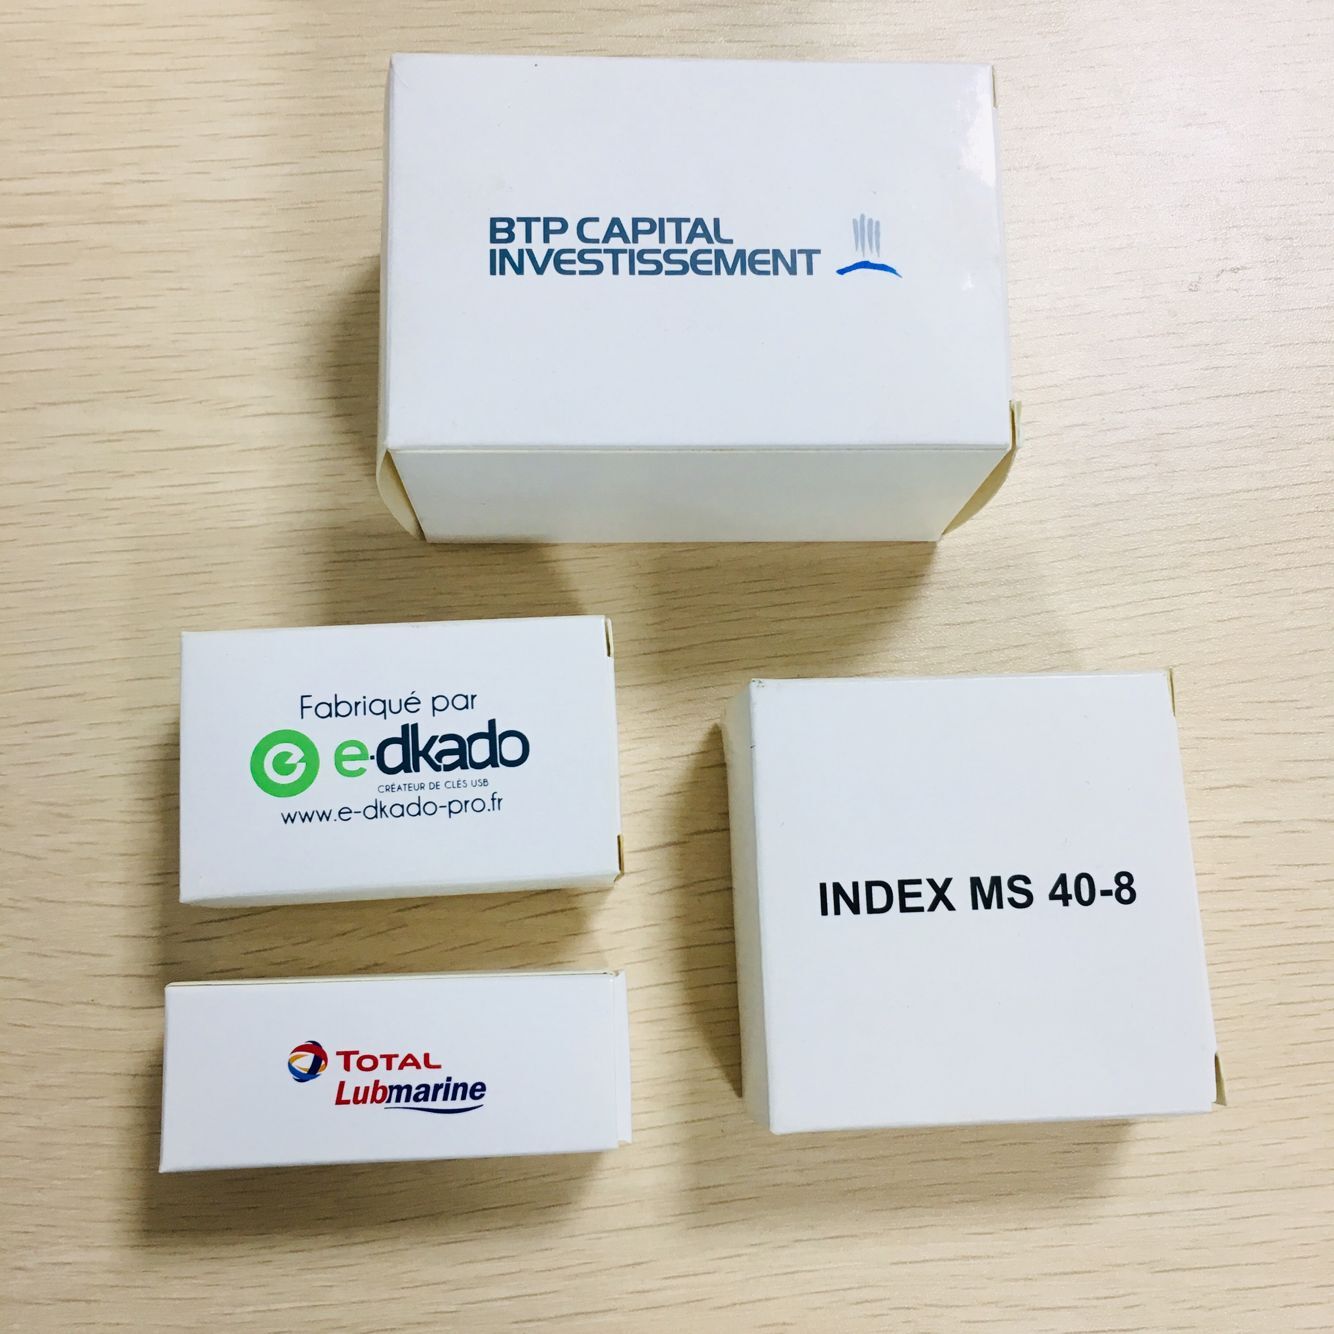 BTP CAPITAL
INVESTISSEMENT
Fabriqué par
e-dkado
CRÉATEUR DE CLÉS USB
www.e-dkado-pro.fr
INDEX MS 40-8
TOTAL
Lubmarine